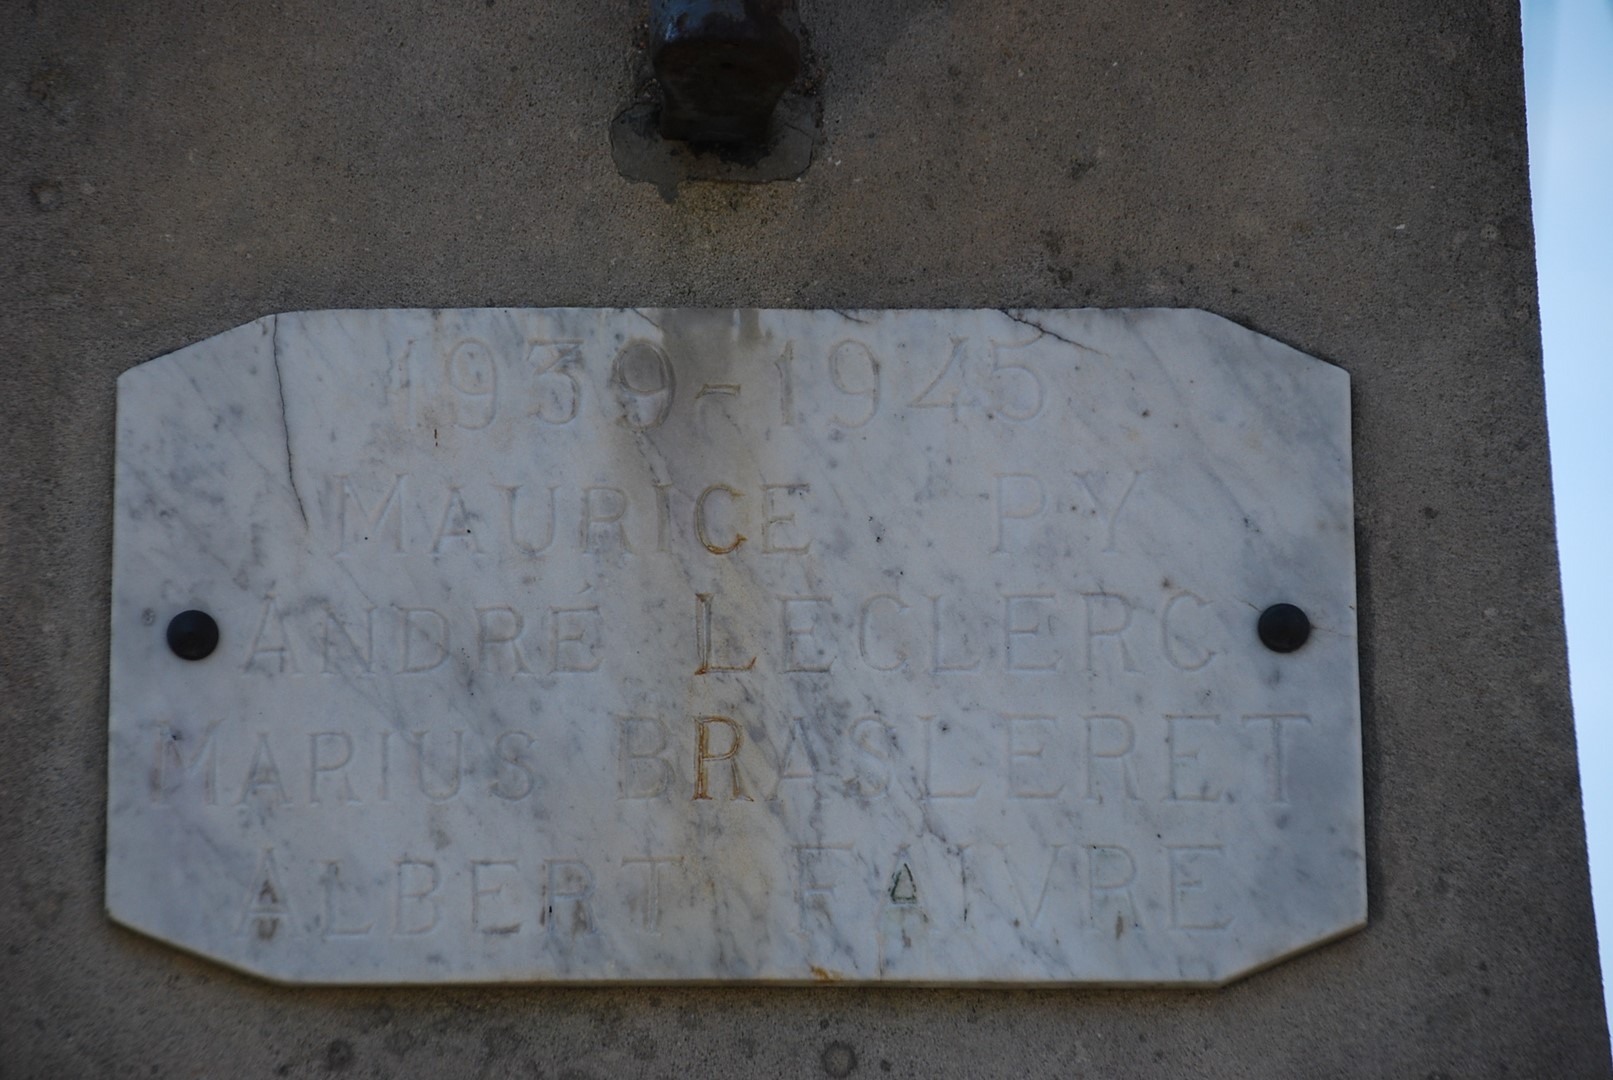 1939-1945
MAURICE PY
ANDRÉ LECLERC
MARIUS BRASLERET
ALBERT FAIVRE